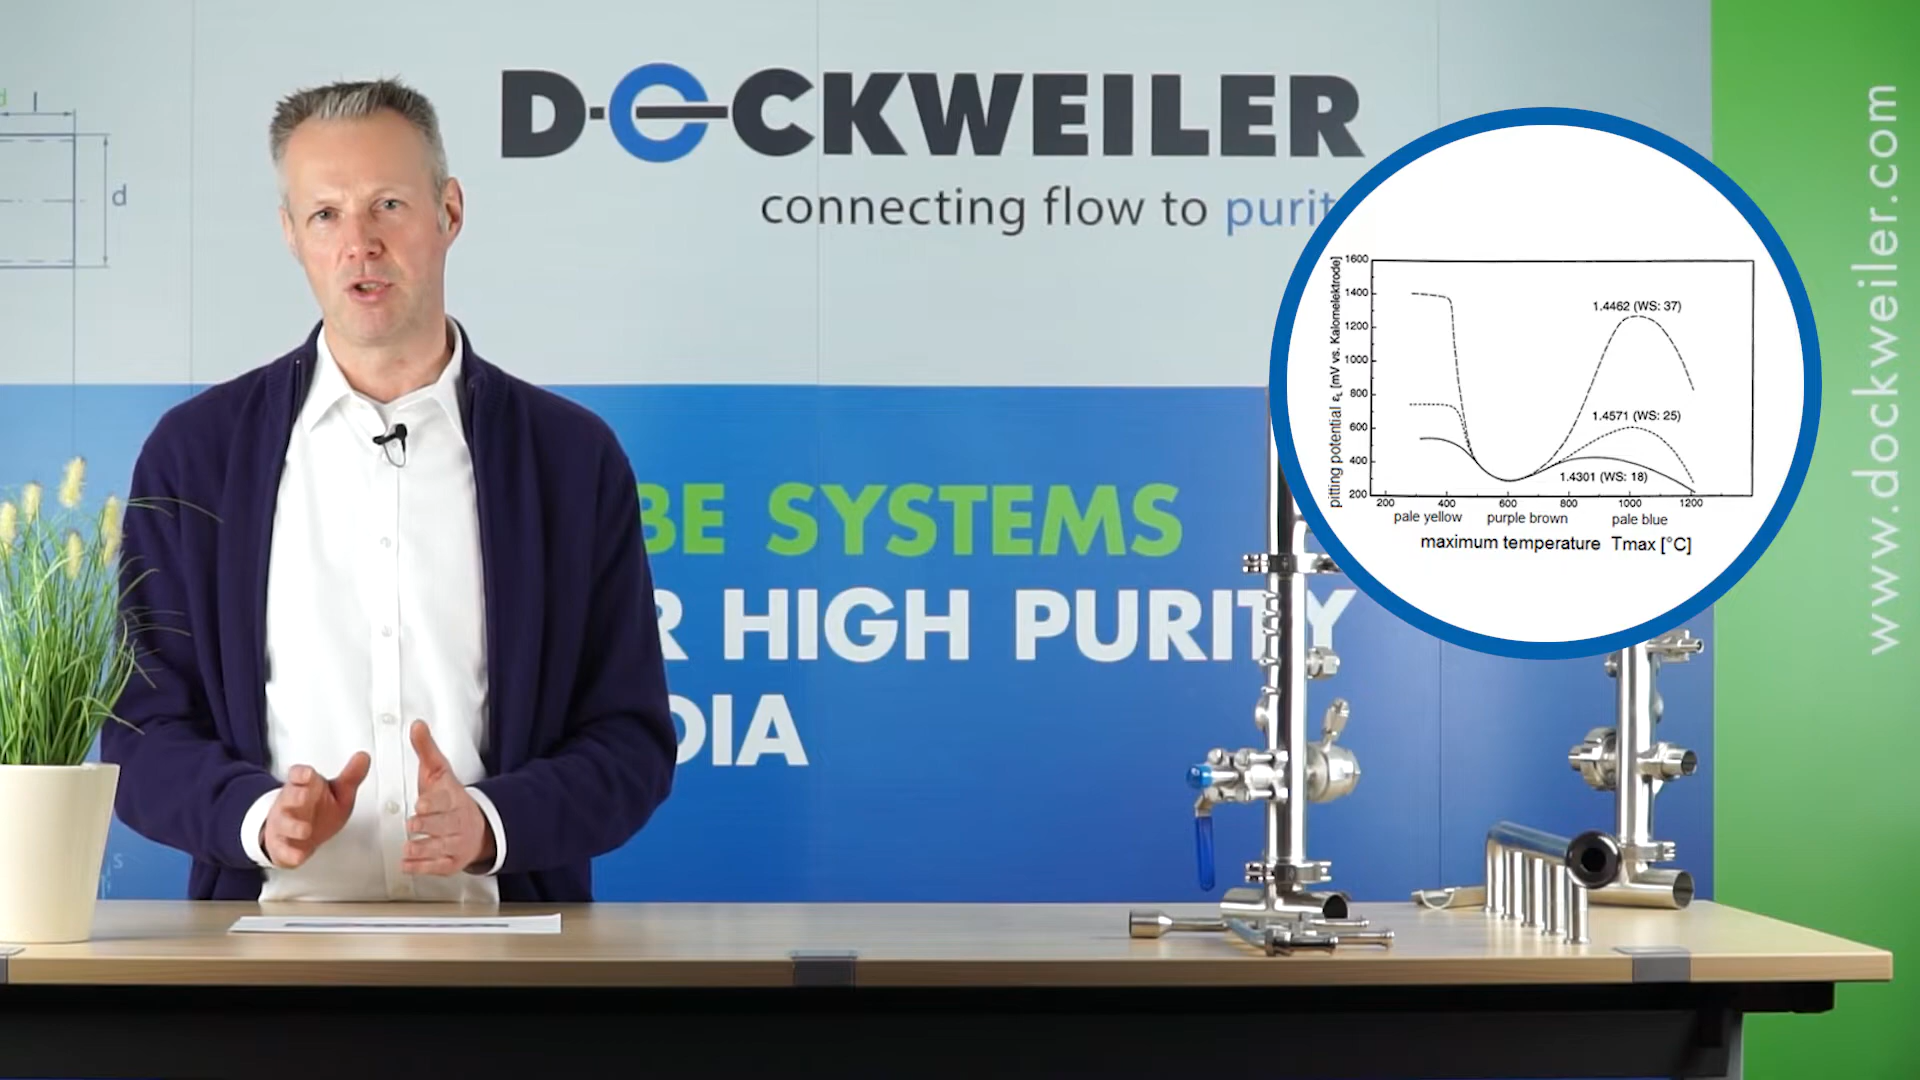 d l
d
DOCKWEILER
connecting flow to purit
BE SYSTEMS
R HIGH PURITY
DIA
www.dockweiler.com
pitting potential εL [mV vs. Kalomelektrode]
1600
1400
1200
1000
800
600
400
200
1.4462 (WS: 37)
1.4571 (WS: 25)
1.4301 (WS: 18)
200 400 600 800 1000 1200
pale yellow purple brown pale blue
maximum temperature Tmax [°C]
s